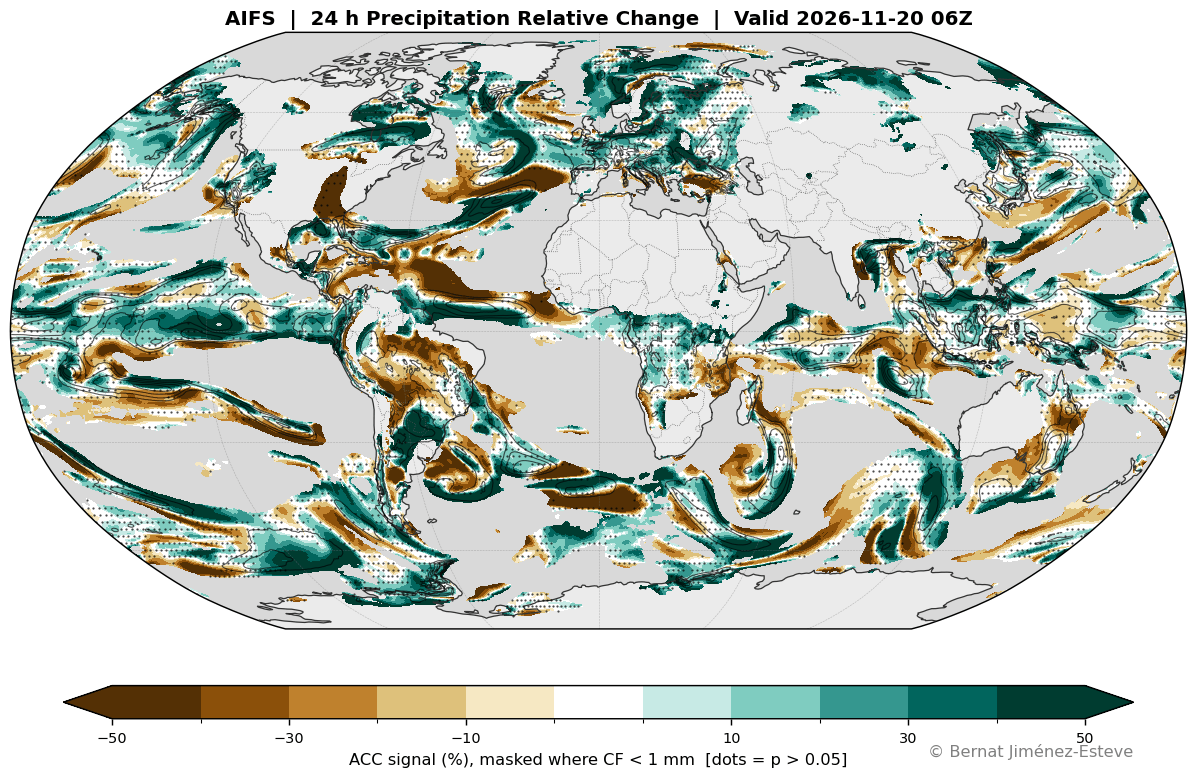 AIFS | 24 h Precipitation Relative Change | Valid 2026-11-20 06Z
−50 −30 −10 10 30 50
ACC signal (%), masked where CF < 1 mm [dots = p > 0.05]
© Bernat Jiménez-Esteve